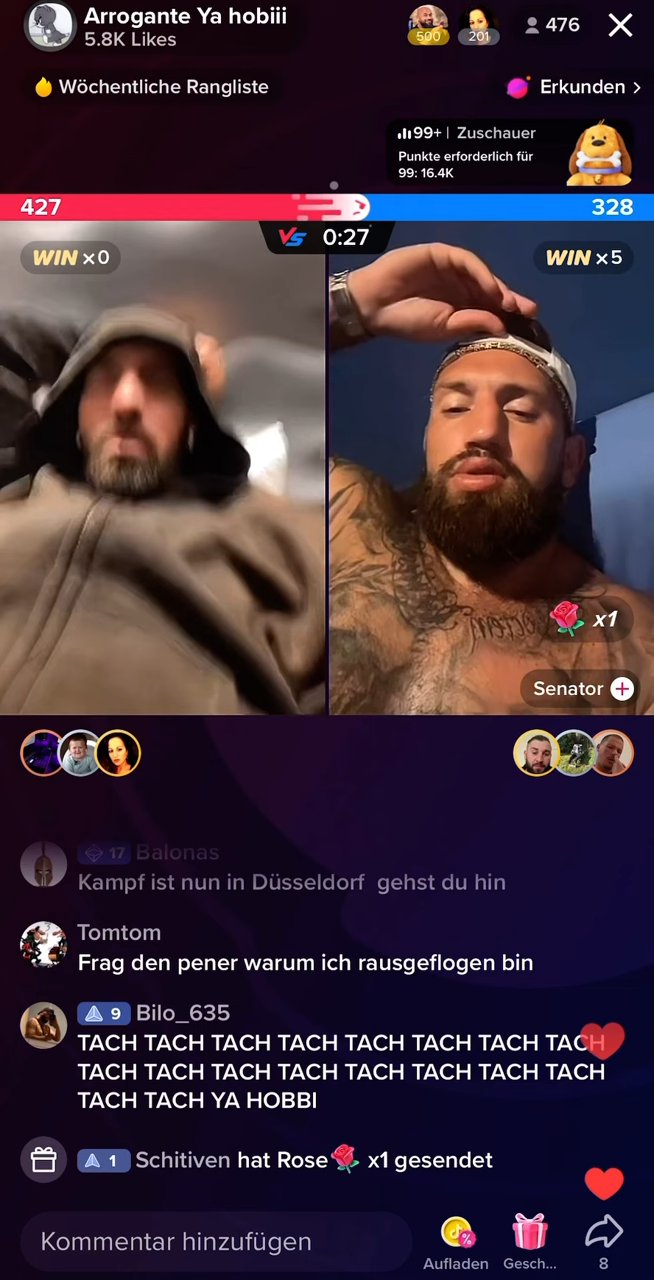 Arrogante Ya hobiii
5.8K Likes
500
201
476
Wöchentliche Rangliste
Erkunden >
99+ | Zuschauer
Punkte erforderlich für
99: 16.4K
427
328
VS 0:27
WIN x0
WIN x5
x1
Senator +
17 Balonas
Kampf ist nun in Düsseldorf gehst du hin
Tomtom
Frag den pener warum ich rausgeflogen bin
9 Bilo_635
TACH TACH TACH TACH TACH TACH TACH TACH
TACH TACH TACH TACH TACH TACH TACH TACH
TACH TACH YA HOBBI
1 Schitiven hat Rose x1 gesendet
Kommentar hinzufügen
Aufladen
Gesch...
8